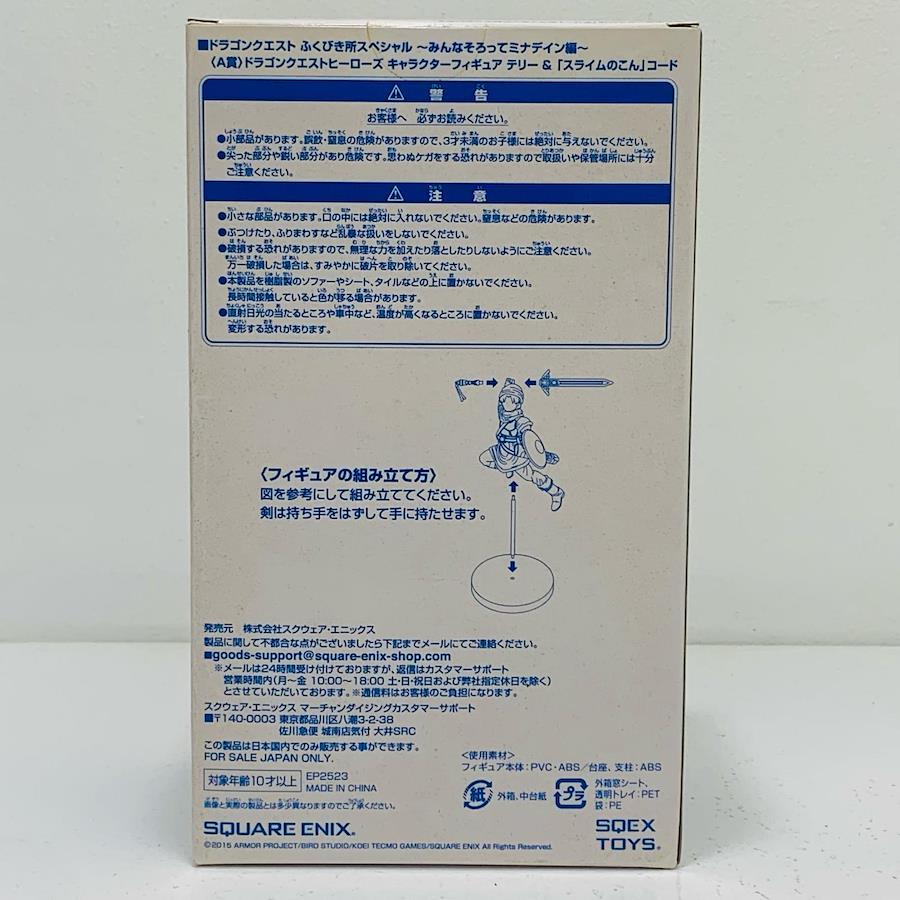 ■ドラゴンクエスト ふくびき所スペシャル ～みんなそろってミナデイン編～
〈A賞〉ドラゴンクエストヒーローズ キャラクターフィギュア テリー &「スライムのこん」コード
警告
お客様へ 必ずお読みください。
●小部品があります。誤飲・窒息の危険がありますので、3才未満のお子様には絶対に与えないでください。
●尖った部分や鋭い部分があり危険です。思わぬケガをする恐れがありますので取扱いや保管場所には十分
ご注意ください。
注意
●小さな部品があります。口の中には絶対に入れないでください。窒息などの危険があります。
●ぶつけたり、ふりまわすなど乱暴な扱いをしないでください。
●破損する恐れがありますので、無理な力を加えたり落としたりしないようにご注意ください。
万一破損した場合は、すみやかに破片を取り除いてください。
●本製品を樹脂製のソファーやシート、タイルなどの上に置かないでください。
長時間接触していると色が移る場合があります。
●直射日光の当たるところや車中など、温度が高くなるところに置かないでください。
変形する恐れがあります。
〈フィギュアの組み立て方〉
図を参考にして組み立ててください。
剣は持ち手をはずして手に持たせます。
発売元 株式会社スクウェア・エニックス
製品に関して不都合な点がございましたら下記までメールにてご連絡ください。
■goods-support@square-enix-shop.com
※メールは24時間受け付けておりますが、返信はカスタマーサポート
営業時間内(月～金 10:00～18:00 土・日・祝日および弊社指定休日を除く)
とさせていただいております。※通信料はお客様のご負担になります。
スクウェア・エニックス マーチャンダイジングカスタマーサポート
■〒140-0003 東京都品川区八潮3-2-38
佐川急便 城南店気付 大井SRC
この製品は日本国内でのみ販売する事ができます。
FOR SALE JAPAN ONLY.
対象年齢10才以上
EP2523
MADE IN CHINA
画像と実際の製品とは多少異なりますのでご了承ください。
〈使用素材〉
フィギュア本体：PVC・ABS／台座、支柱：ABS
紙
外箱、中台紙
プラ
外箱窓シート、
透明トレイ：PET
袋：PE
SQUARE ENIX®
SQEX
TOYS®
©2015 ARMOR PROJECT/BIRD STUDIO/KOEI TECMO GAMES/SQUARE ENIX All Rights Reserved.